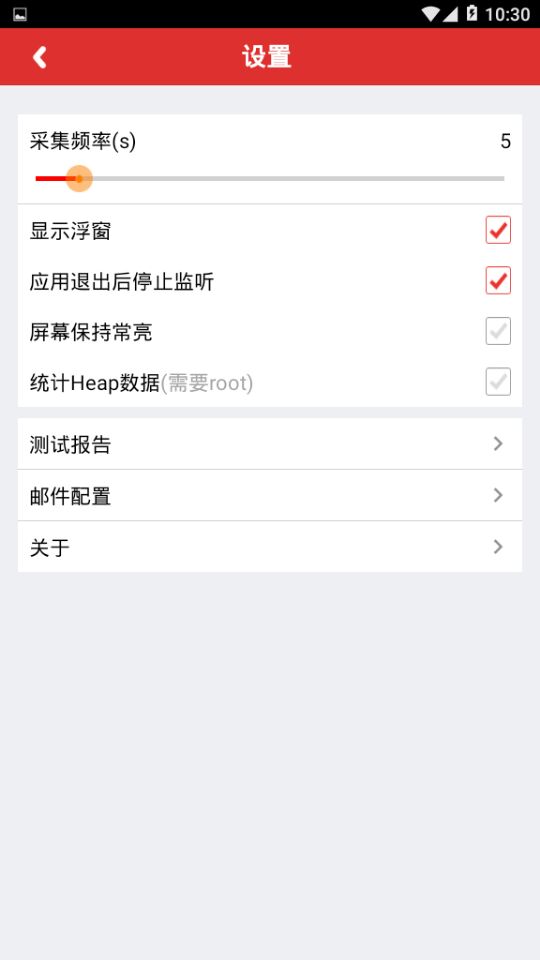 10:30
设置
采集频率(s) 5
显示浮窗
应用退出后停止监听
屏幕保持常亮
统计Heap数据(需要root)
测试报告
邮件配置
关于